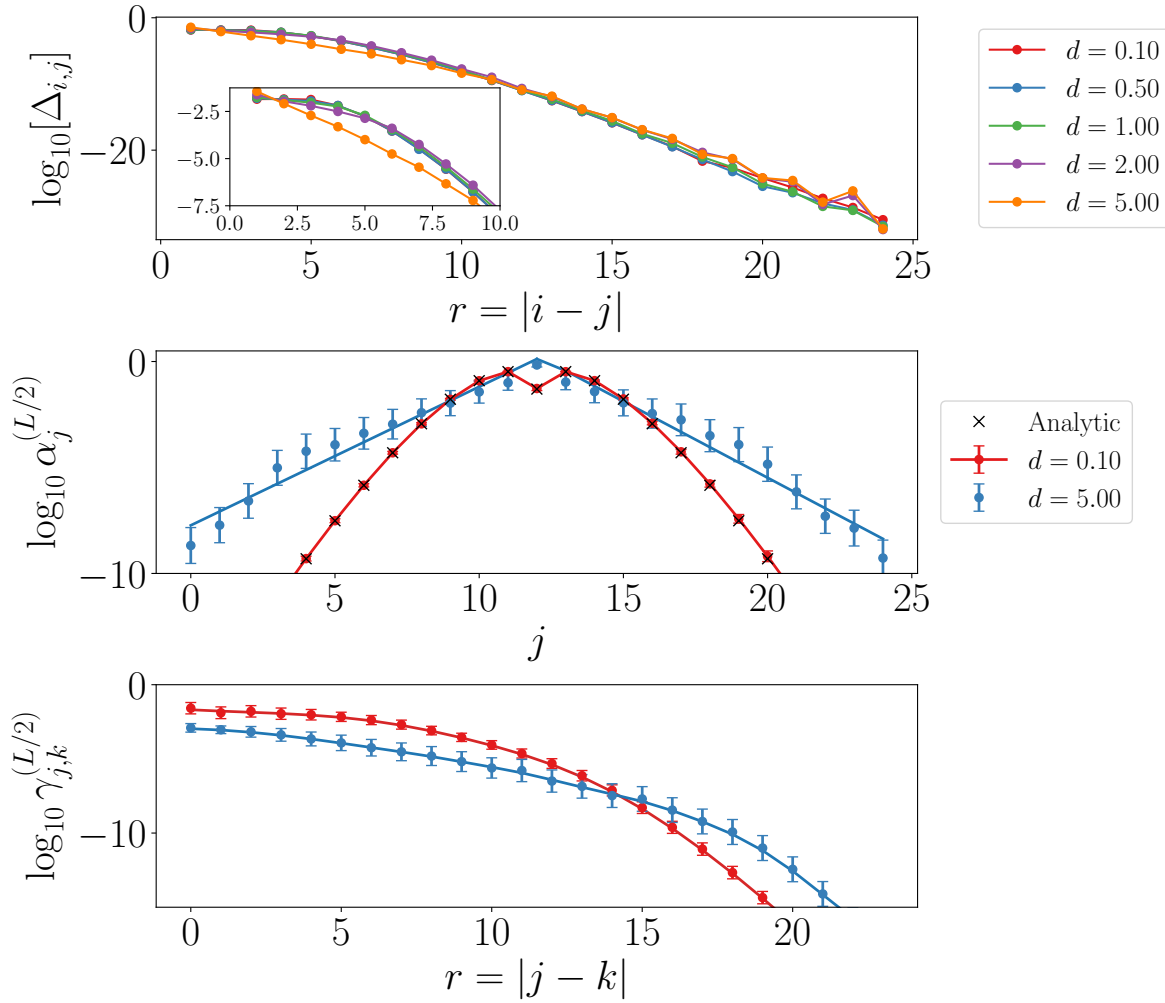 0
−20
log₁₀[Δᵢ,ⱼ]
−2.5
−5.0
−7.5
0.0 2.5 5.0 7.5 10.0
0 5 10 15 20 25
r = |i − j|
d = 0.10
d = 0.50
d = 1.00
d = 2.00
d = 5.00
0
−10
log₁₀ αⱼ^(L/2)
0 5 10 15 20 25
j
Analytic
d = 0.10
d = 5.00
0
−10
log₁₀ γⱼ,ₖ^(L/2)
0 5 10 15 20
r = |j − k|